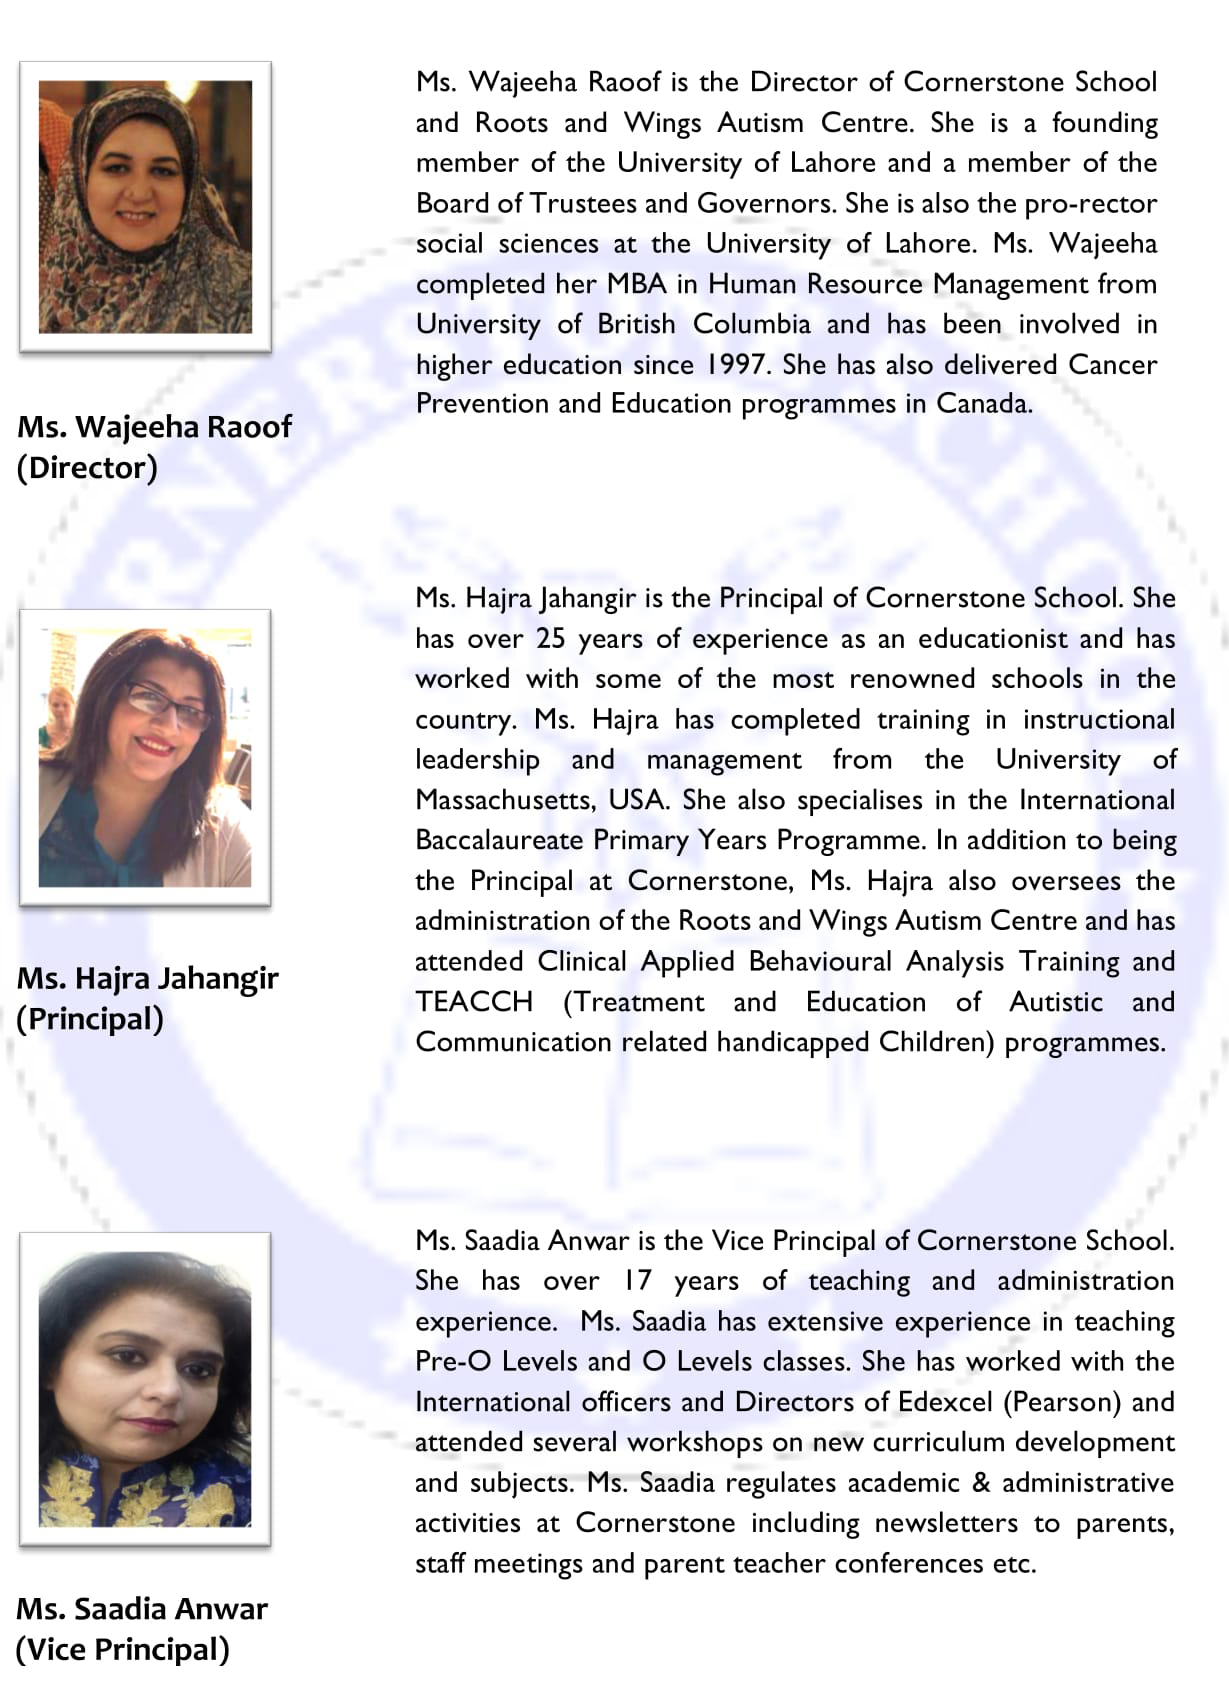 Ms. Wajeeha Raoof is the Director of Cornerstone School
and Roots and Wings Autism Centre. She is a founding
member of the University of Lahore and a member of the
Board of Trustees and Governors. She is also the pro-rector
social sciences at the University of Lahore. Ms. Wajeeha
completed her MBA in Human Resource Management from
University of British Columbia and has been involved in
higher education since 1997. She has also delivered Cancer
Prevention and Education programmes in Canada.
Ms. Wajeeha Raoof
(Director)
Ms. Hajra Jahangir is the Principal of Cornerstone School. She
has over 25 years of experience as an educationist and has
worked with some of the most renowned schools in the
country. Ms. Hajra has completed training in instructional
leadership and management from the University of
Massachusetts, USA. She also specialises in the International
Baccalaureate Primary Years Programme. In addition to being
the Principal at Cornerstone, Ms. Hajra also oversees the
administration of the Roots and Wings Autism Centre and has
attended Clinical Applied Behavioural Analysis Training and
TEACCH (Treatment and Education of Autistic and
Communication related handicapped Children) programmes.
Ms. Hajra Jahangir
(Principal)
Ms. Saadia Anwar is the Vice Principal of Cornerstone School.
She has over 17 years of teaching and administration
experience. Ms. Saadia has extensive experience in teaching
Pre-O Levels and O Levels classes. She has worked with the
International officers and Directors of Edexcel (Pearson) and
attended several workshops on new curriculum development
and subjects. Ms. Saadia regulates academic & administrative
activities at Cornerstone including newsletters to parents,
staff meetings and parent teacher conferences etc.
Ms. Saadia Anwar
(Vice Principal)